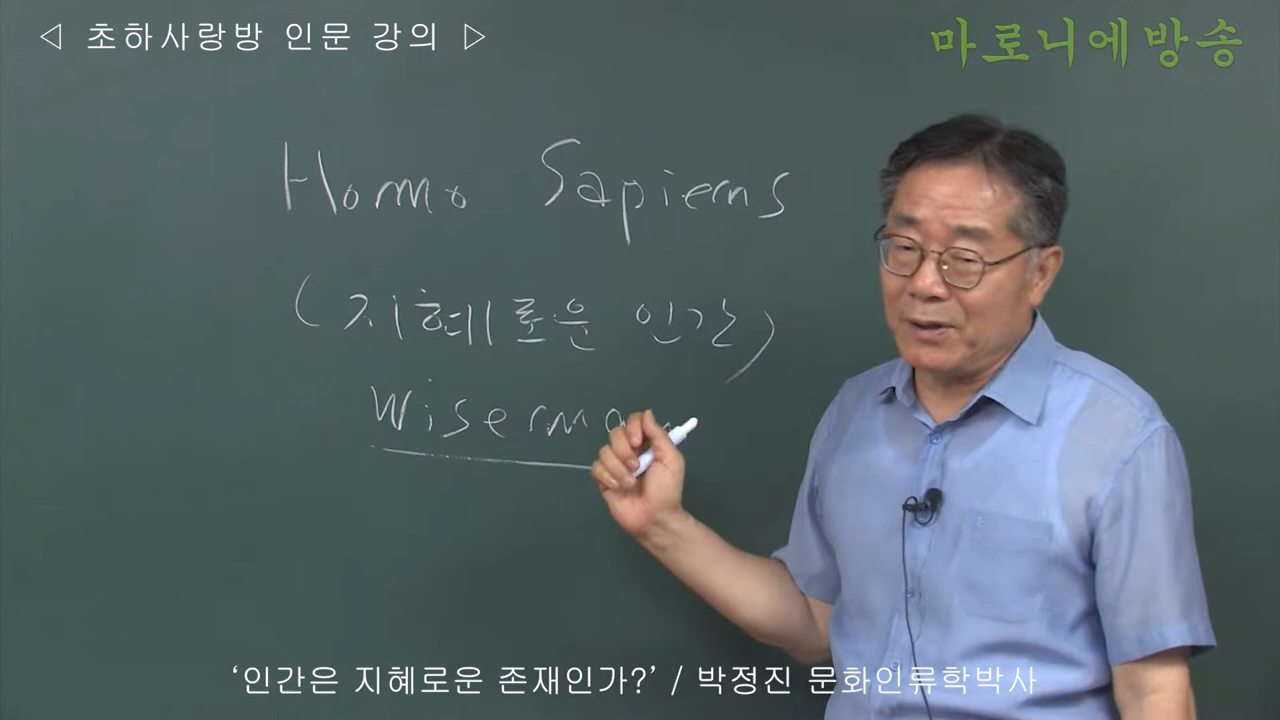 ◁ 초하사랑방 인문 강의 ▷
마로니에방송
Homo Sapiens
(지혜로운 인간)
‘인간은 지혜로운 존재인가?’ / 박정진 문화인류학박사